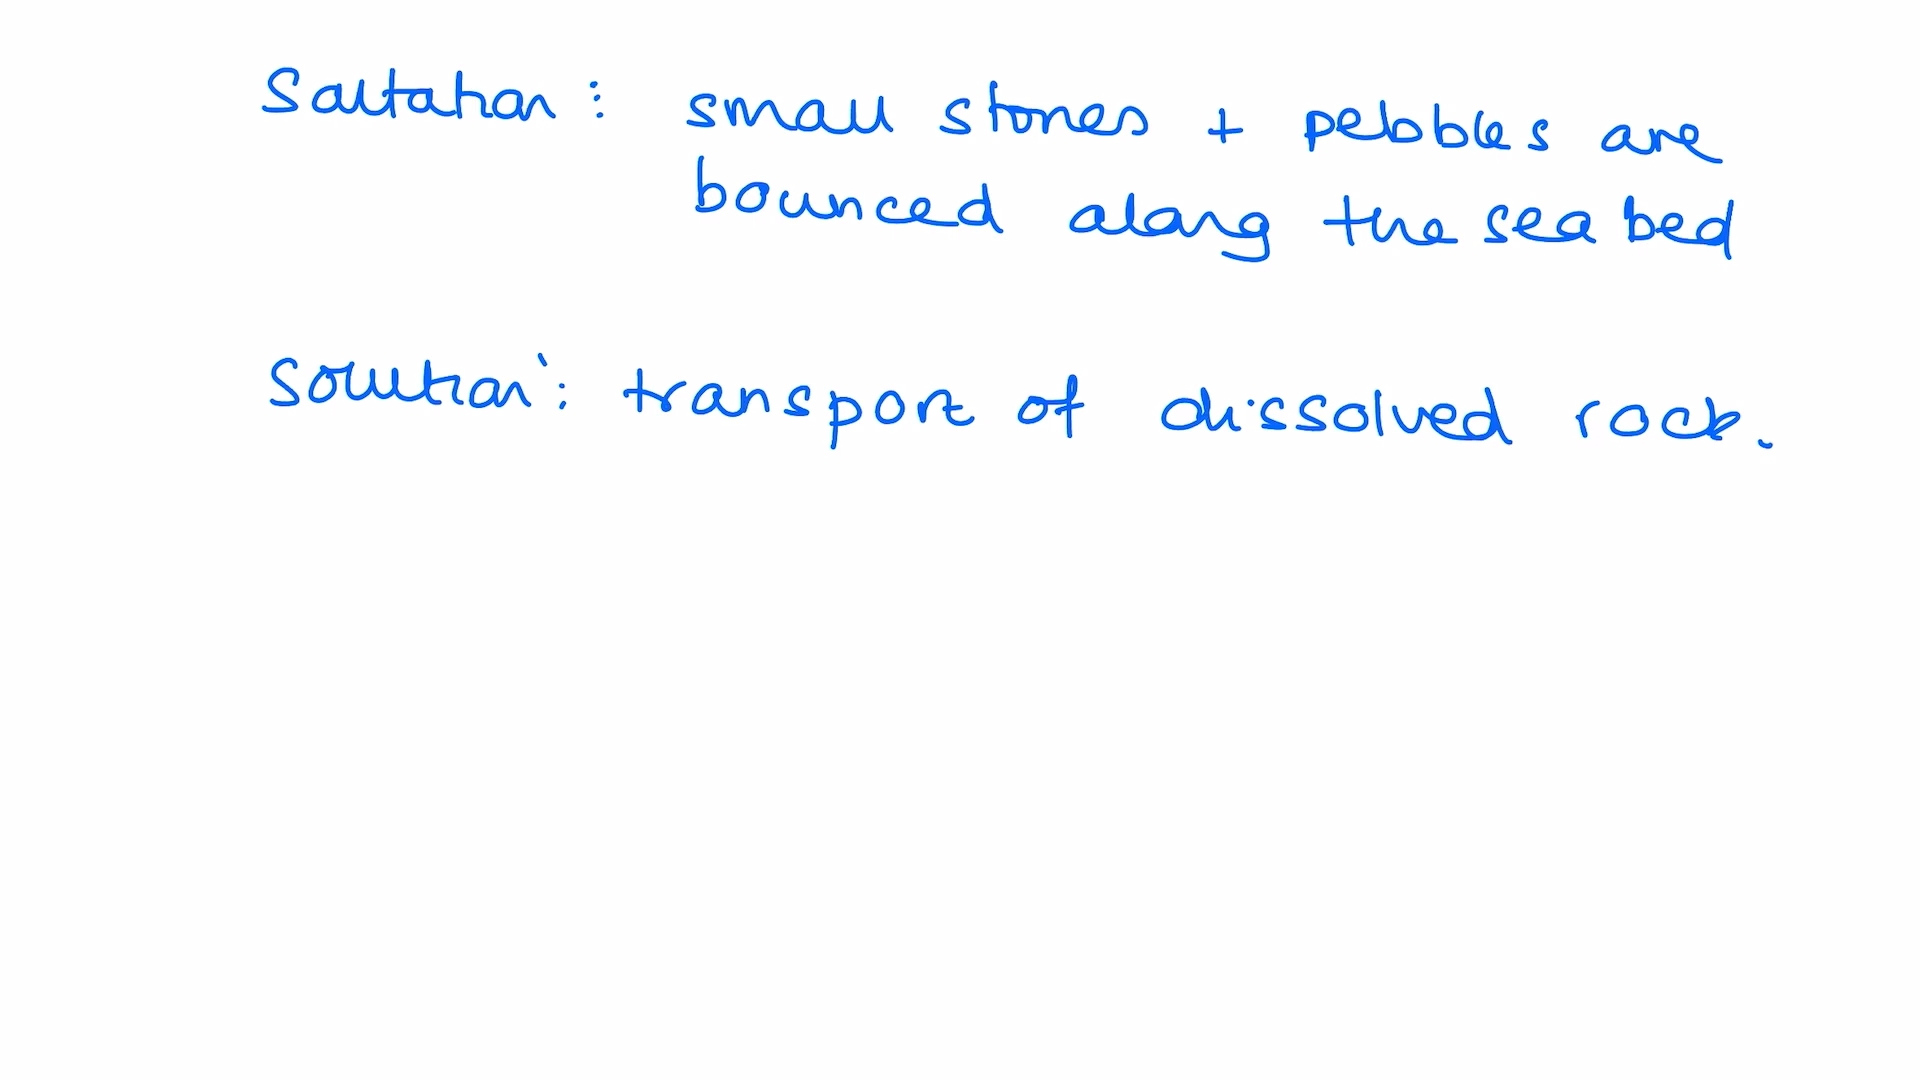 Saltation : small stones + pebbles are
bounced along the sea bed
Solution : transport of dissolved rock.